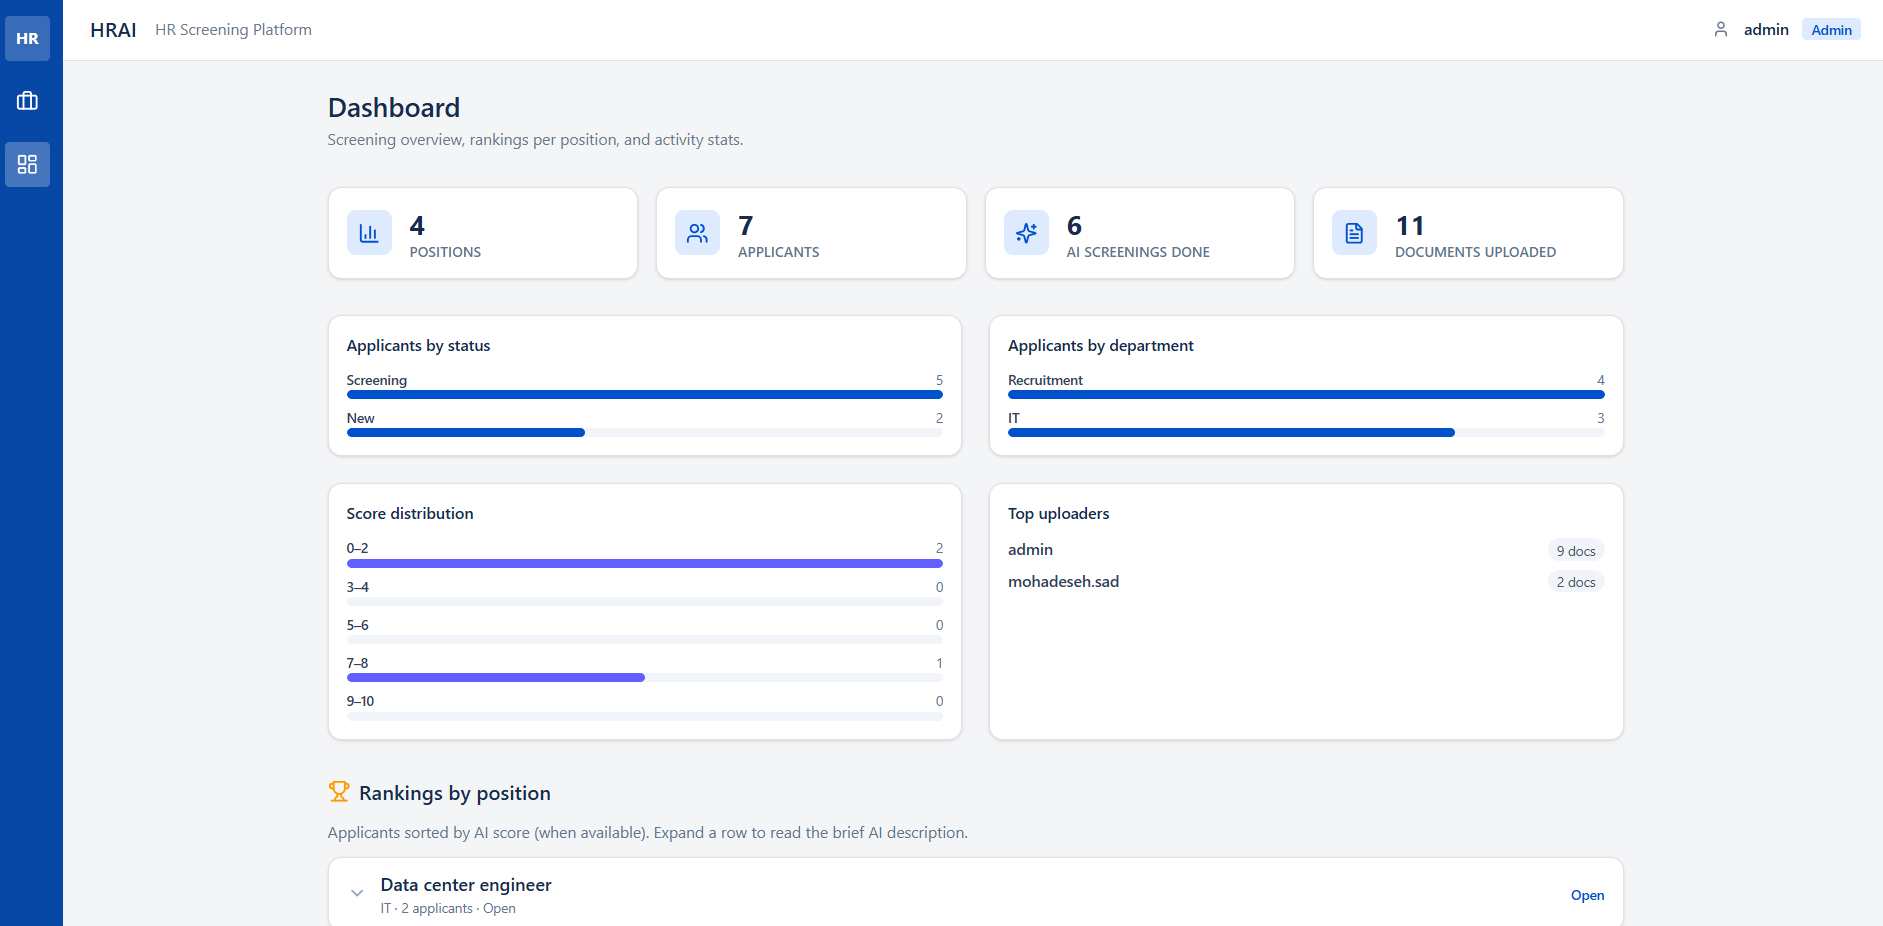 HR
HRAI HR Screening Platform
admin Admin
Dashboard
Screening overview, rankings per position, and activity stats.
4
POSITIONS
7
APPLICANTS
6
AI SCREENINGS DONE
11
DOCUMENTS UPLOADED
Applicants by status
Screening 5
New 2
Applicants by department
Recruitment 4
IT 3
Score distribution
0–2 2
3–4 0
5–6 0
7–8 1
9–10 0
Top uploaders
admin 9 docs
mohadeseh.sad 2 docs
Rankings by position
Applicants sorted by AI score (when available). Expand a row to read the brief AI description.
Data center engineer
IT · 2 applicants · Open
Open